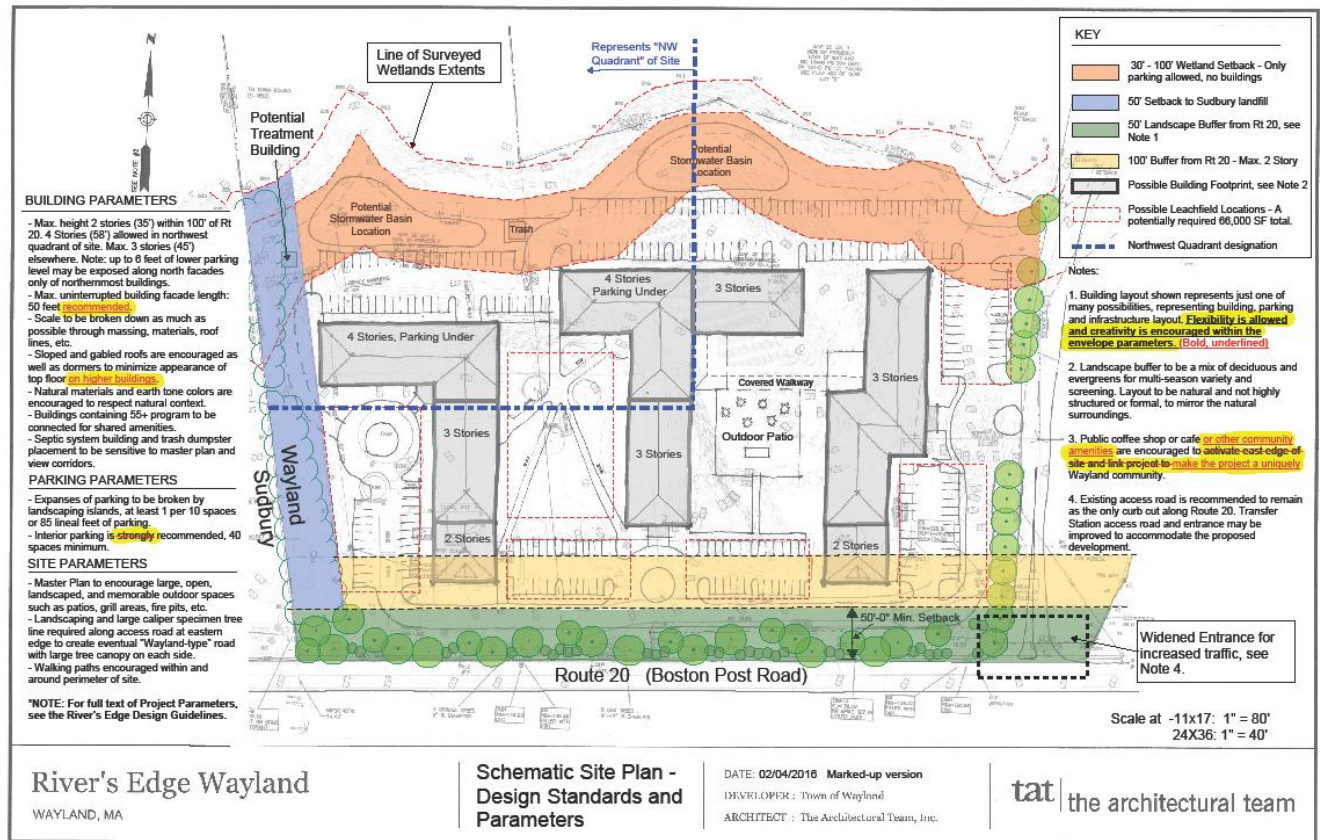 N
SEE NOTE #2
Line of Surveyed
Wetlands Extents
Represents "NW
Quadrant" of Site
Potential
Treatment
Building
Potential
Stormwater Basin
Location
Trash
Potential
Stormwater Basin
Location
4 Stories
Parking Under
3 Stories
4 Stories, Parking Under
3 Stories
3 Stories
3 Stories
Covered Walkway
Outdoor Patio
2 Stories
2 Stories
Wayland
Sudbury
50'-0" Min. Setback
Route 20 (Boston Post Road)
Widened Entrance for
increased traffic, see
Note 4.
Scale at -11x17: 1" = 80'
24X36: 1" = 40'
BUILDING PARAMETERS
- Max. height 2 stories (35') within 100' of Rt
20. 4 Stories (58') allowed in northwest
quadrant of site. Max. 3 stories (45')
elsewhere. Note: up to 6 feet of lower parking
level may be exposed along north facades
only of northernmost buildings.
- Max. uninterrupted building facade length:
50 feet recommended.
- Scale to be broken down as much as
possible through massing, materials, roof
lines, etc.
- Sloped and gabled roofs are encouraged as
well as dormers to minimize appearance of
top floor on higher buildings.
- Natural materials and earth tone colors are
encouraged to respect natural context.
- Buildings containing 55+ program to be
connected for shared amenities.
- Septic system building and trash dumpster
placement to be sensitive to master plan and
view corridors.
PARKING PARAMETERS
- Expanses of parking to be broken by
landscaping islands, at least 1 per 10 spaces
or 85 lineal feet of parking.
- Interior parking is strongly recommended, 40
spaces minimum.
SITE PARAMETERS
- Master Plan to encourage large, open,
landscaped, and memorable outdoor spaces
such as patios, grill areas, fire pits, etc.
- Landscaping and large caliper specimen tree
line required along access road at eastern
edge to create eventual "Wayland-type" road
with large tree canopy on each side.
- Walking paths encouraged within and
around perimeter of site.
*NOTE: For full text of Project Parameters,
see the River's Edge Design Guidelines.
KEY
30' - 100' Wetland Setback - Only
parking allowed, no buildings
50' Setback to Sudbury landfill
50' Landscape Buffer from Rt 20, see
Note 1
100' Buffer from Rt 20 - Max. 2 Story
Possible Building Footprint, see Note 2
Possible Leachfield Locations - A
potentially required 66,000 SF total.
Northwest Quadrant designation
Notes:
1. Building layout shown represents just one of
many possibilities, representing building, parking
and infrastructure layout. Flexibility is allowed
and creativity is encouraged within the
envelope parameters. (Bold, underlined)
2. Landscape buffer to be a mix of deciduous and
evergreens for multi-season variety and
screening. Layout to be natural and not highly
structured or formal, to mirror the natural
surroundings.
3. Public coffee shop or cafe or other community
amenities are encouraged to activate east edge of
site and link project to make the project a uniquely
Wayland community.
4. Existing access road is recommended to remain
as the only curb cut along Route 20. Transfer
Station access road and entrance may be
improved to accommodate the proposed
development.
River's Edge Wayland
WAYLAND, MA
Schematic Site Plan -
Design Standards and
Parameters
DATE: 02/04/2016 Marked-up version
DEVELOPER : Town of Wayland
ARCHITECT : The Architectural Team, Inc.
tat | the architectural team